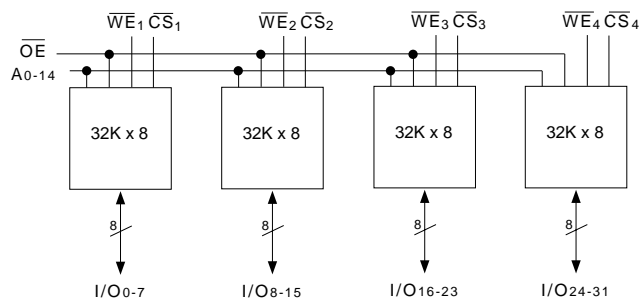 WE1 CS1 WE2 CS2 WE3 CS3 WE4 CS4
OE
A0-14
32K x 8 32K x 8 32K x 8 32K x 8
8 8 8 8
I/O0-7 I/O8-15 I/O16-23 I/O24-31